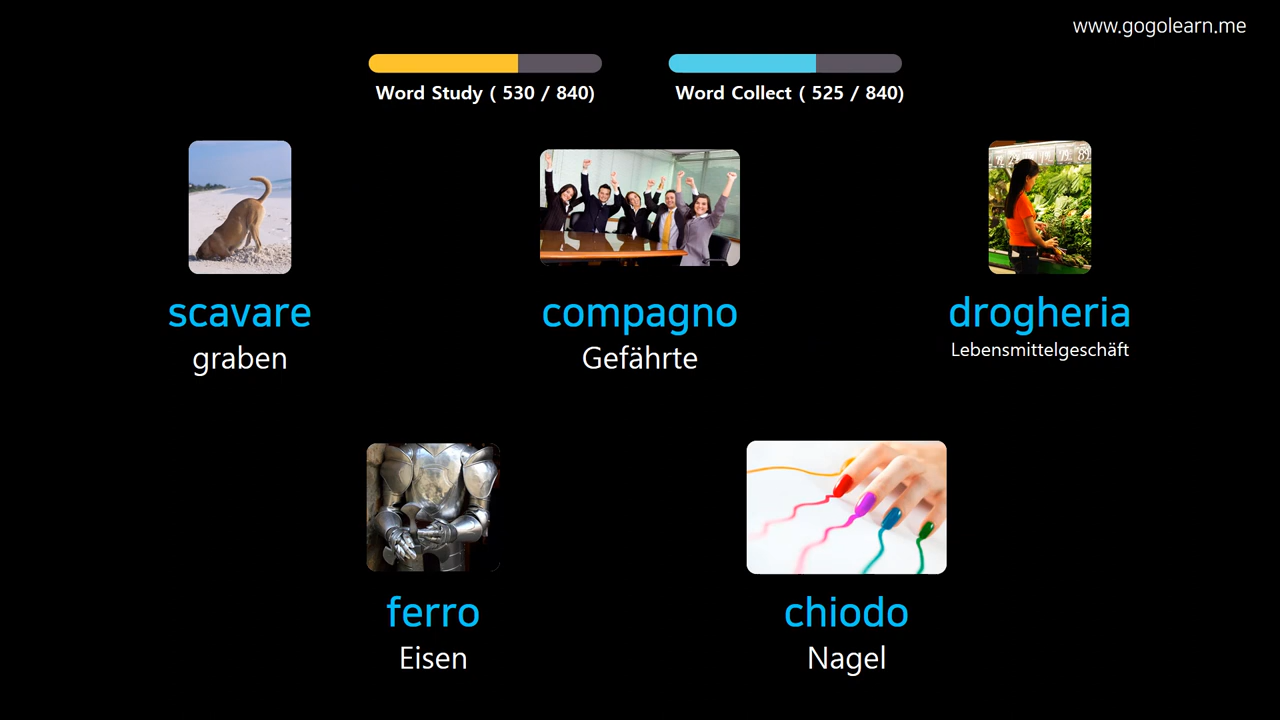 www.gogolearn.me
Word Study ( 530 / 840)
Word Collect ( 525 / 840)
scavare
graben
compagno
Gefährte
drogheria
Lebensmittelgeschäft
ferro
Eisen
chiodo
Nagel